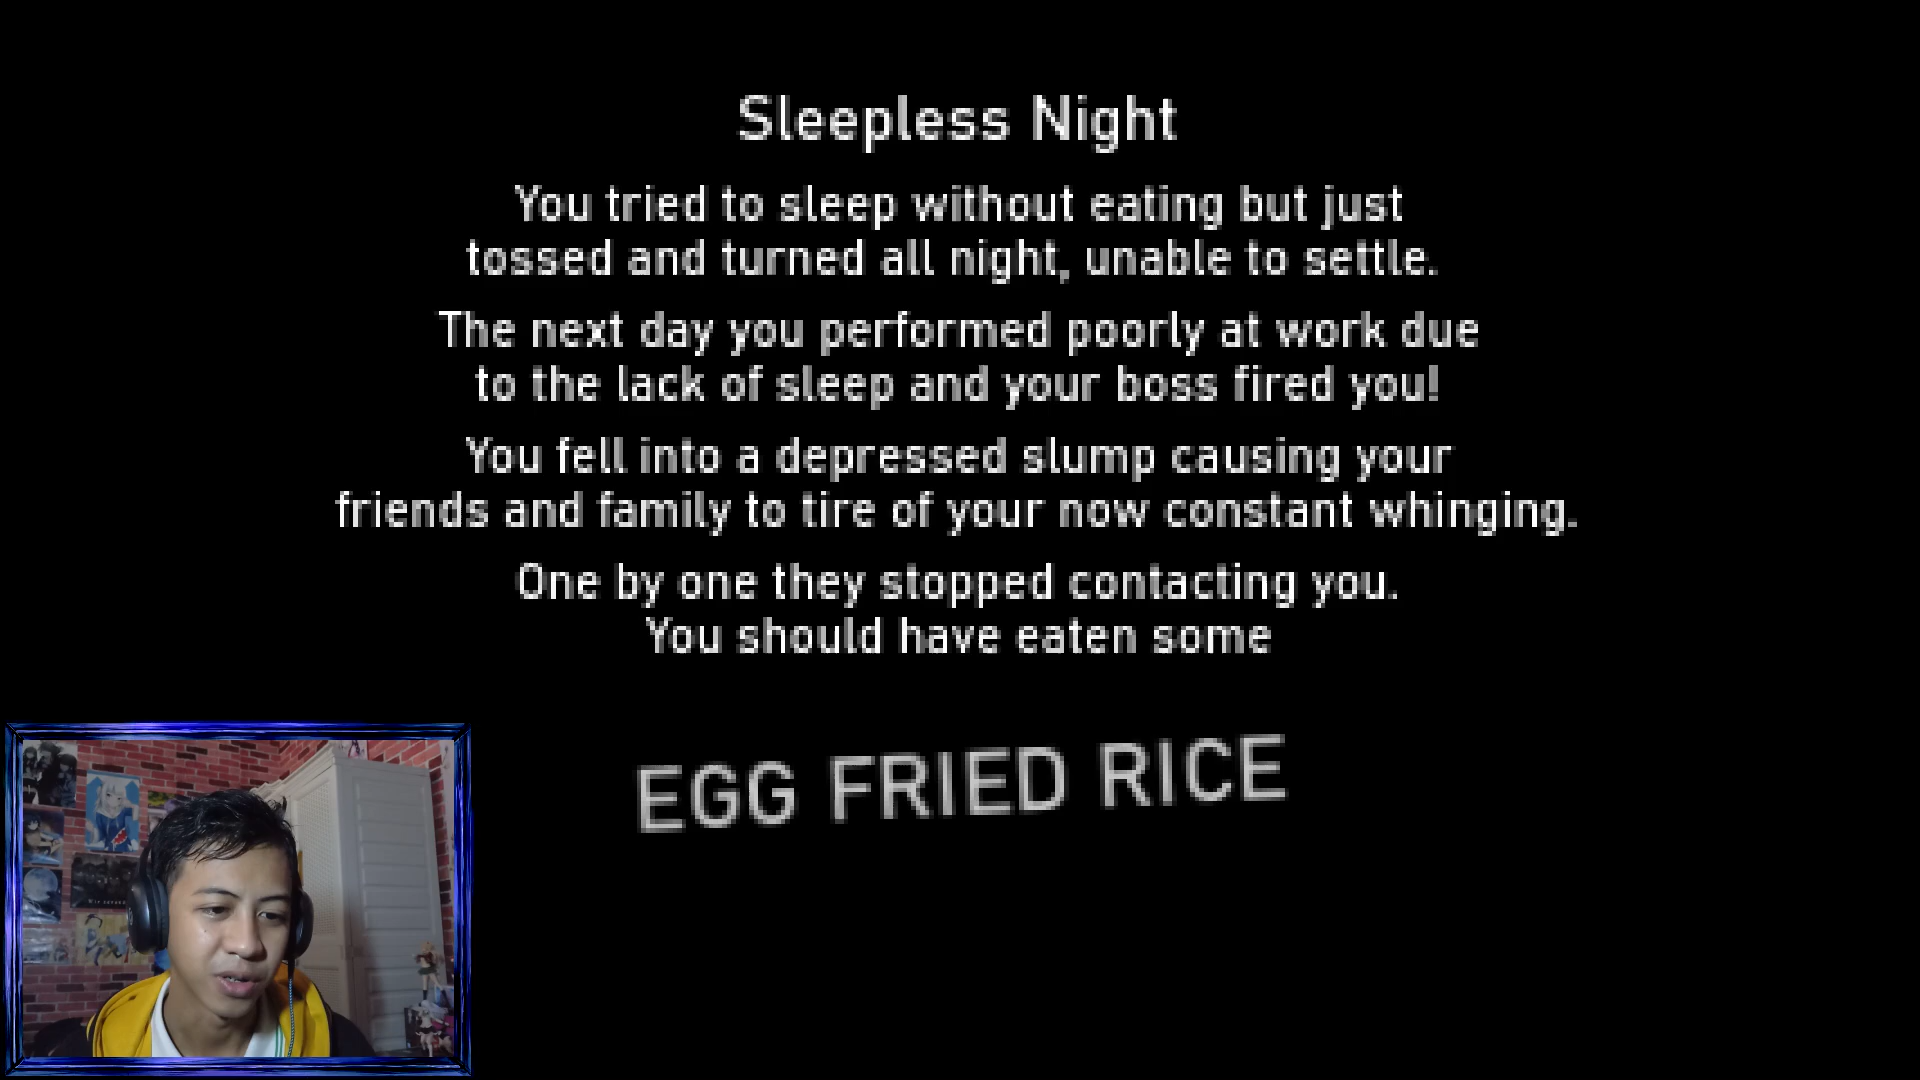 Sleepless Night
You tried to sleep without eating but just
tossed and turned all night, unable to settle.
The next day you performed poorly at work due
to the lack of sleep and your boss fired you!
You fell into a depressed slump causing your
friends and family to tire of your now constant whinging.
One by one they stopped contacting you.
You should have eaten some
EGG FRIED RICE